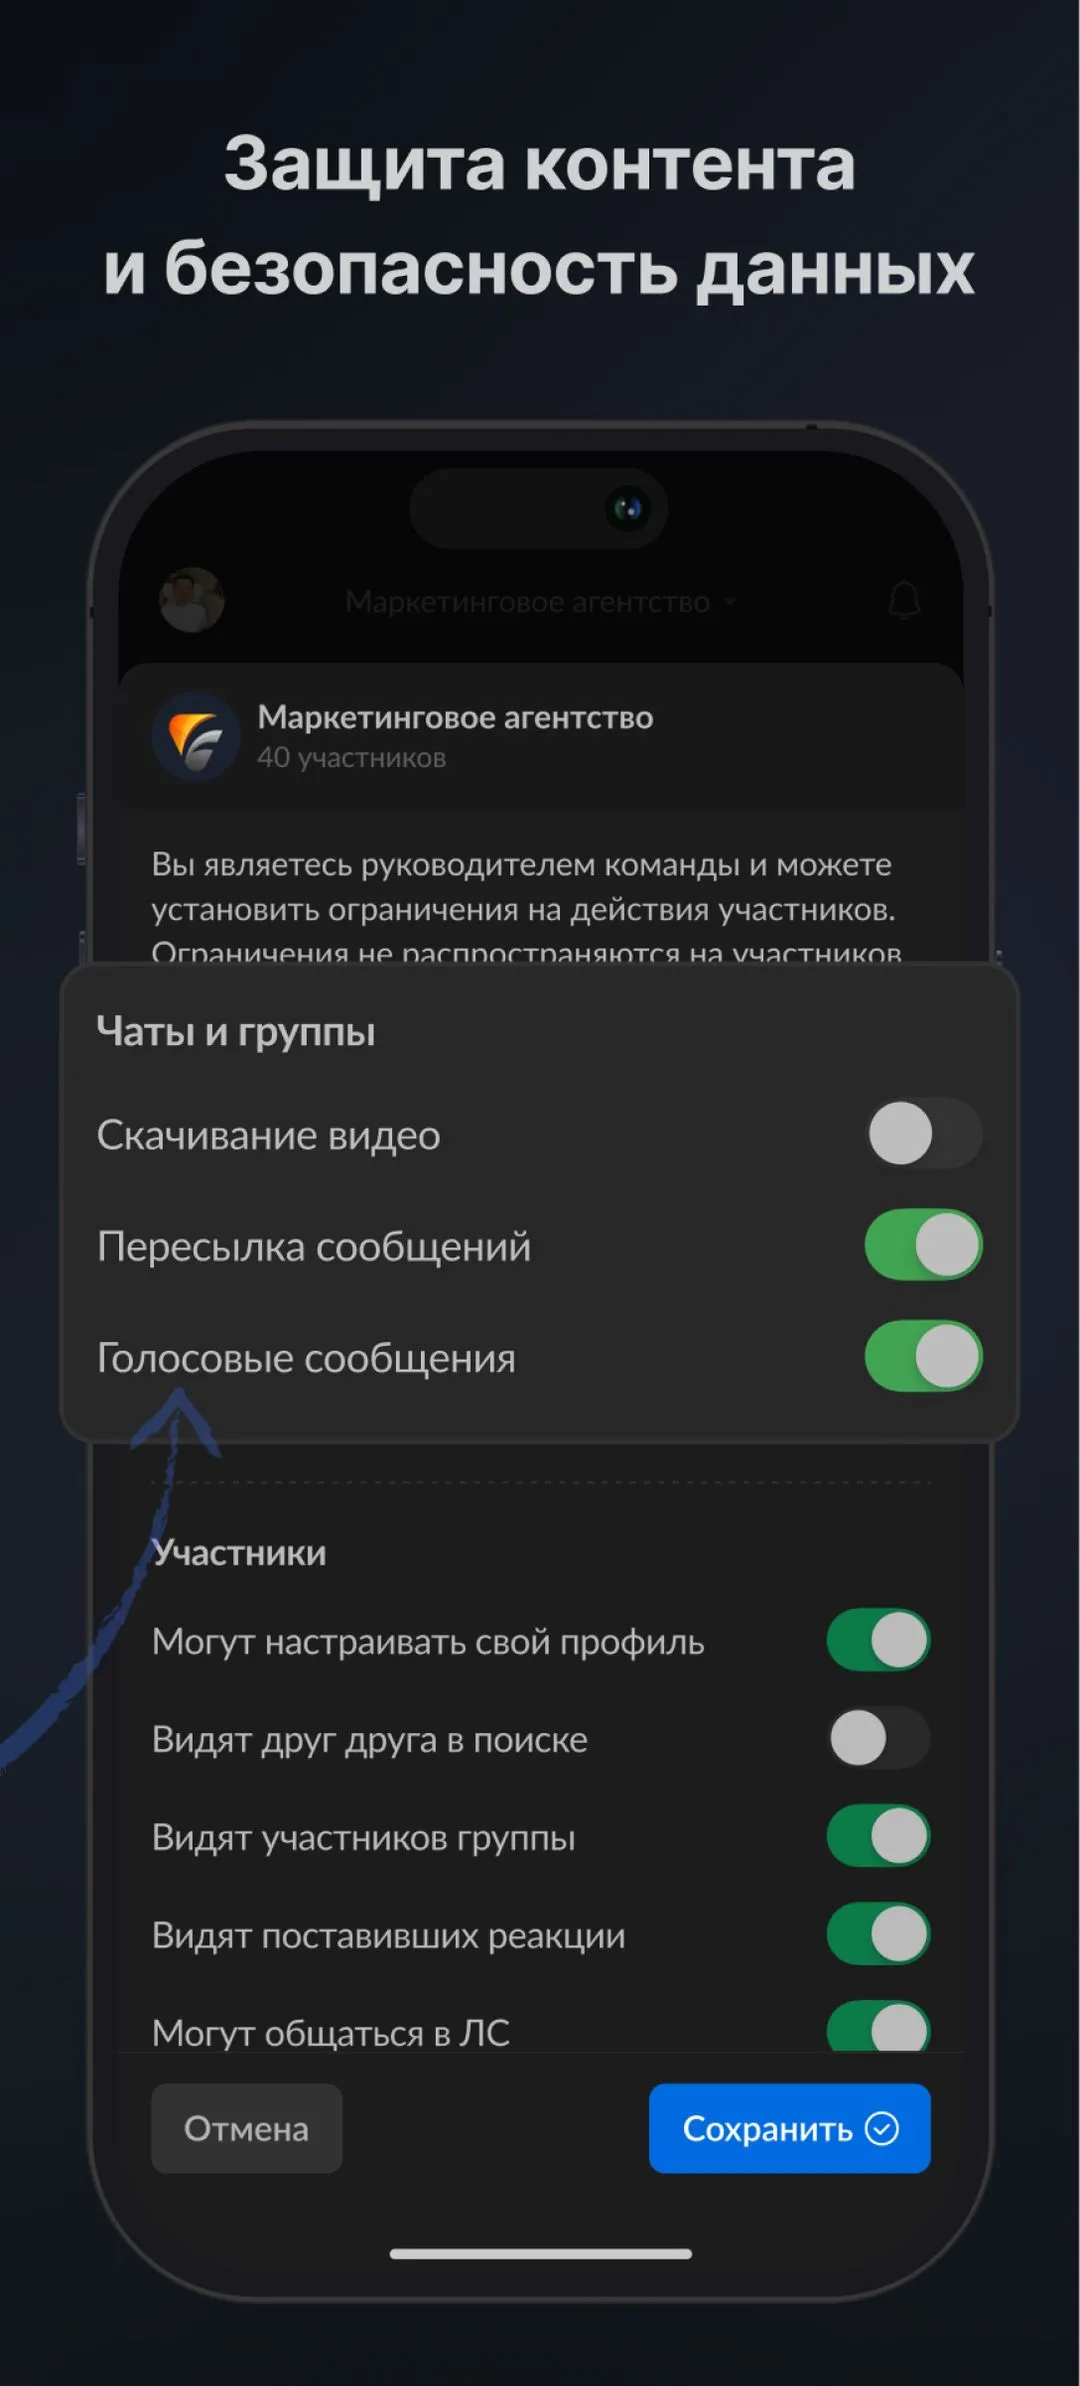 Защита контента
и безопасность данных
Маркетинговое агентство
Маркетинговое агентство
40 участников
Вы являетесь руководителем команды и можете
установить ограничения на действия участников.
Ограничения не распространяются на участников
Чаты и группы
Скачивание видео
Пересылка сообщений
Голосовые сообщения
Участники
Могут настраивать свой профиль
Видят друг друга в поиске
Видят участников группы
Видят поставивших реакции
Могут общаться в ЛС
Отмена
Сохранить